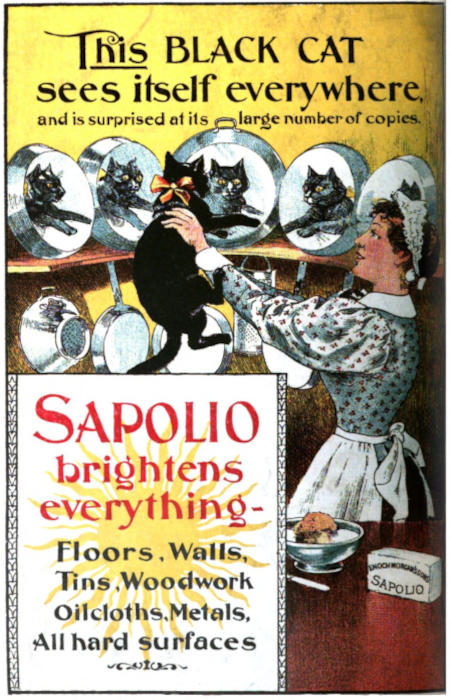 This BLACK CAT
sees itself everywhere,
and is surprised at its large number of copies.
SAPOLIO
brightens
everything-
Floors, Walls,
Tins, Woodwork
Oilcloths, Metals,
All hard surfaces
ENOCH MORGAN'S SONS
SAPOLIO